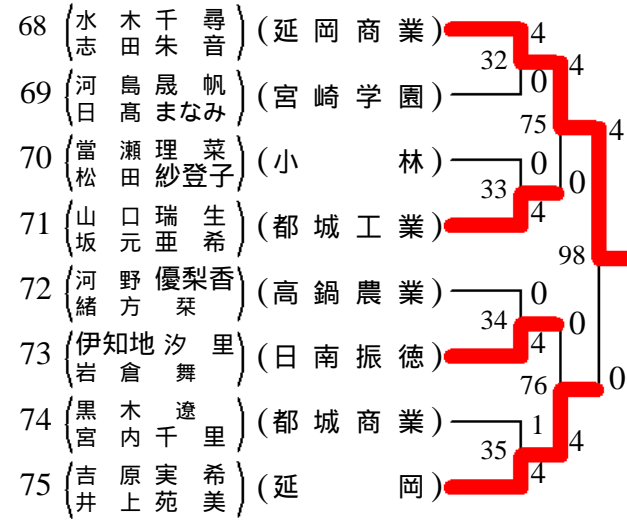 68 水木千尋 志田朱音 (延岡商業) 4
32 4
69 河島晟帆 日髙まなみ (宮崎学園) 0
75 4
70 當瀬理菜 松田紗登子 (小林) 0
33 0
71 山口瑞生 坂元亜希 (都城工業) 4
98
72 河野優梨香 緒方栞 (高鍋農業) 0
34 0
73 伊知地汐里 岩倉舞 (日南振徳) 4
76 0
74 黒木遼 宮内千里 (都城商業) 1
35 4
75 吉原実希 井上苑美 (延岡) 4